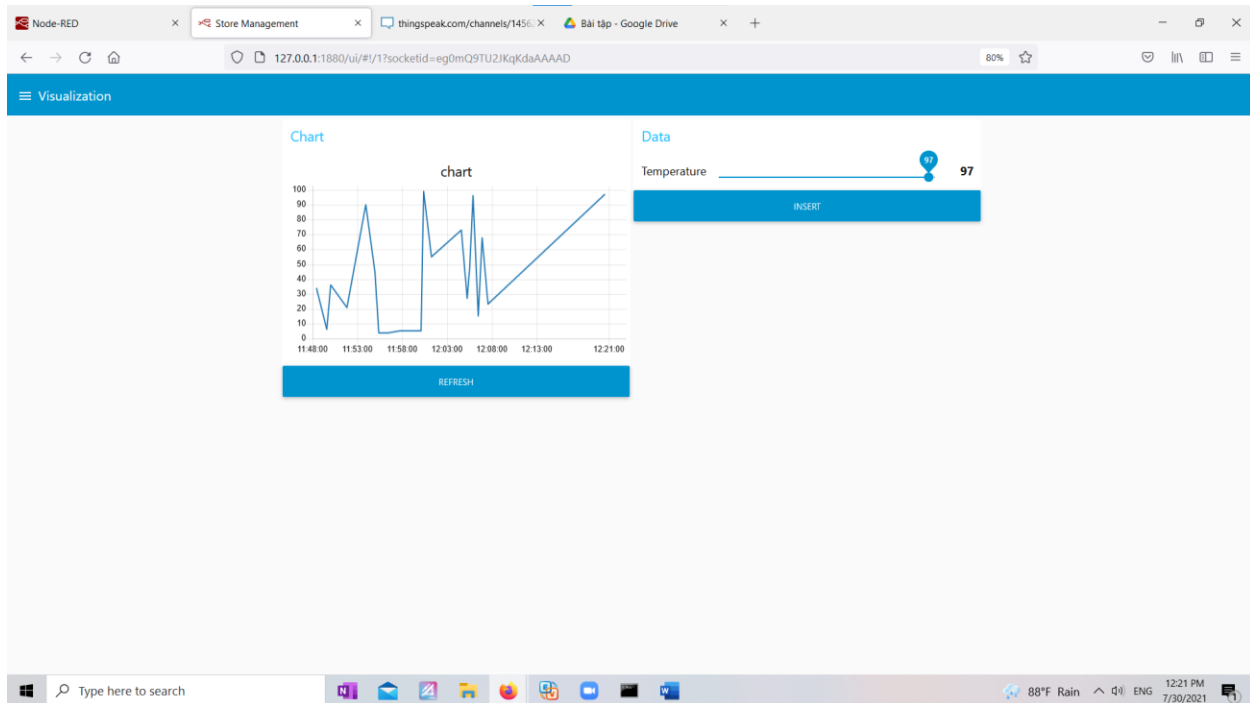 Node-RED
Store Management
thingspeak.com/channels/1456
Bài tập - Google Drive
127.0.0.1:1880/ui/#!/1?socketid=eg0mQ9TU2JKqKdaAAAAD
80%
Visualization
Chart
chart
100
90
80
70
60
50
40
30
20
10
0
11:48:00 11:53:00 11:58:00 12:03:00 12:08:00 12:13:00 12:21:00
REFRESH
Data
97
Temperature 97
INSERT
Type here to search
88°F Rain
ENG
12:21 PM
7/30/2021